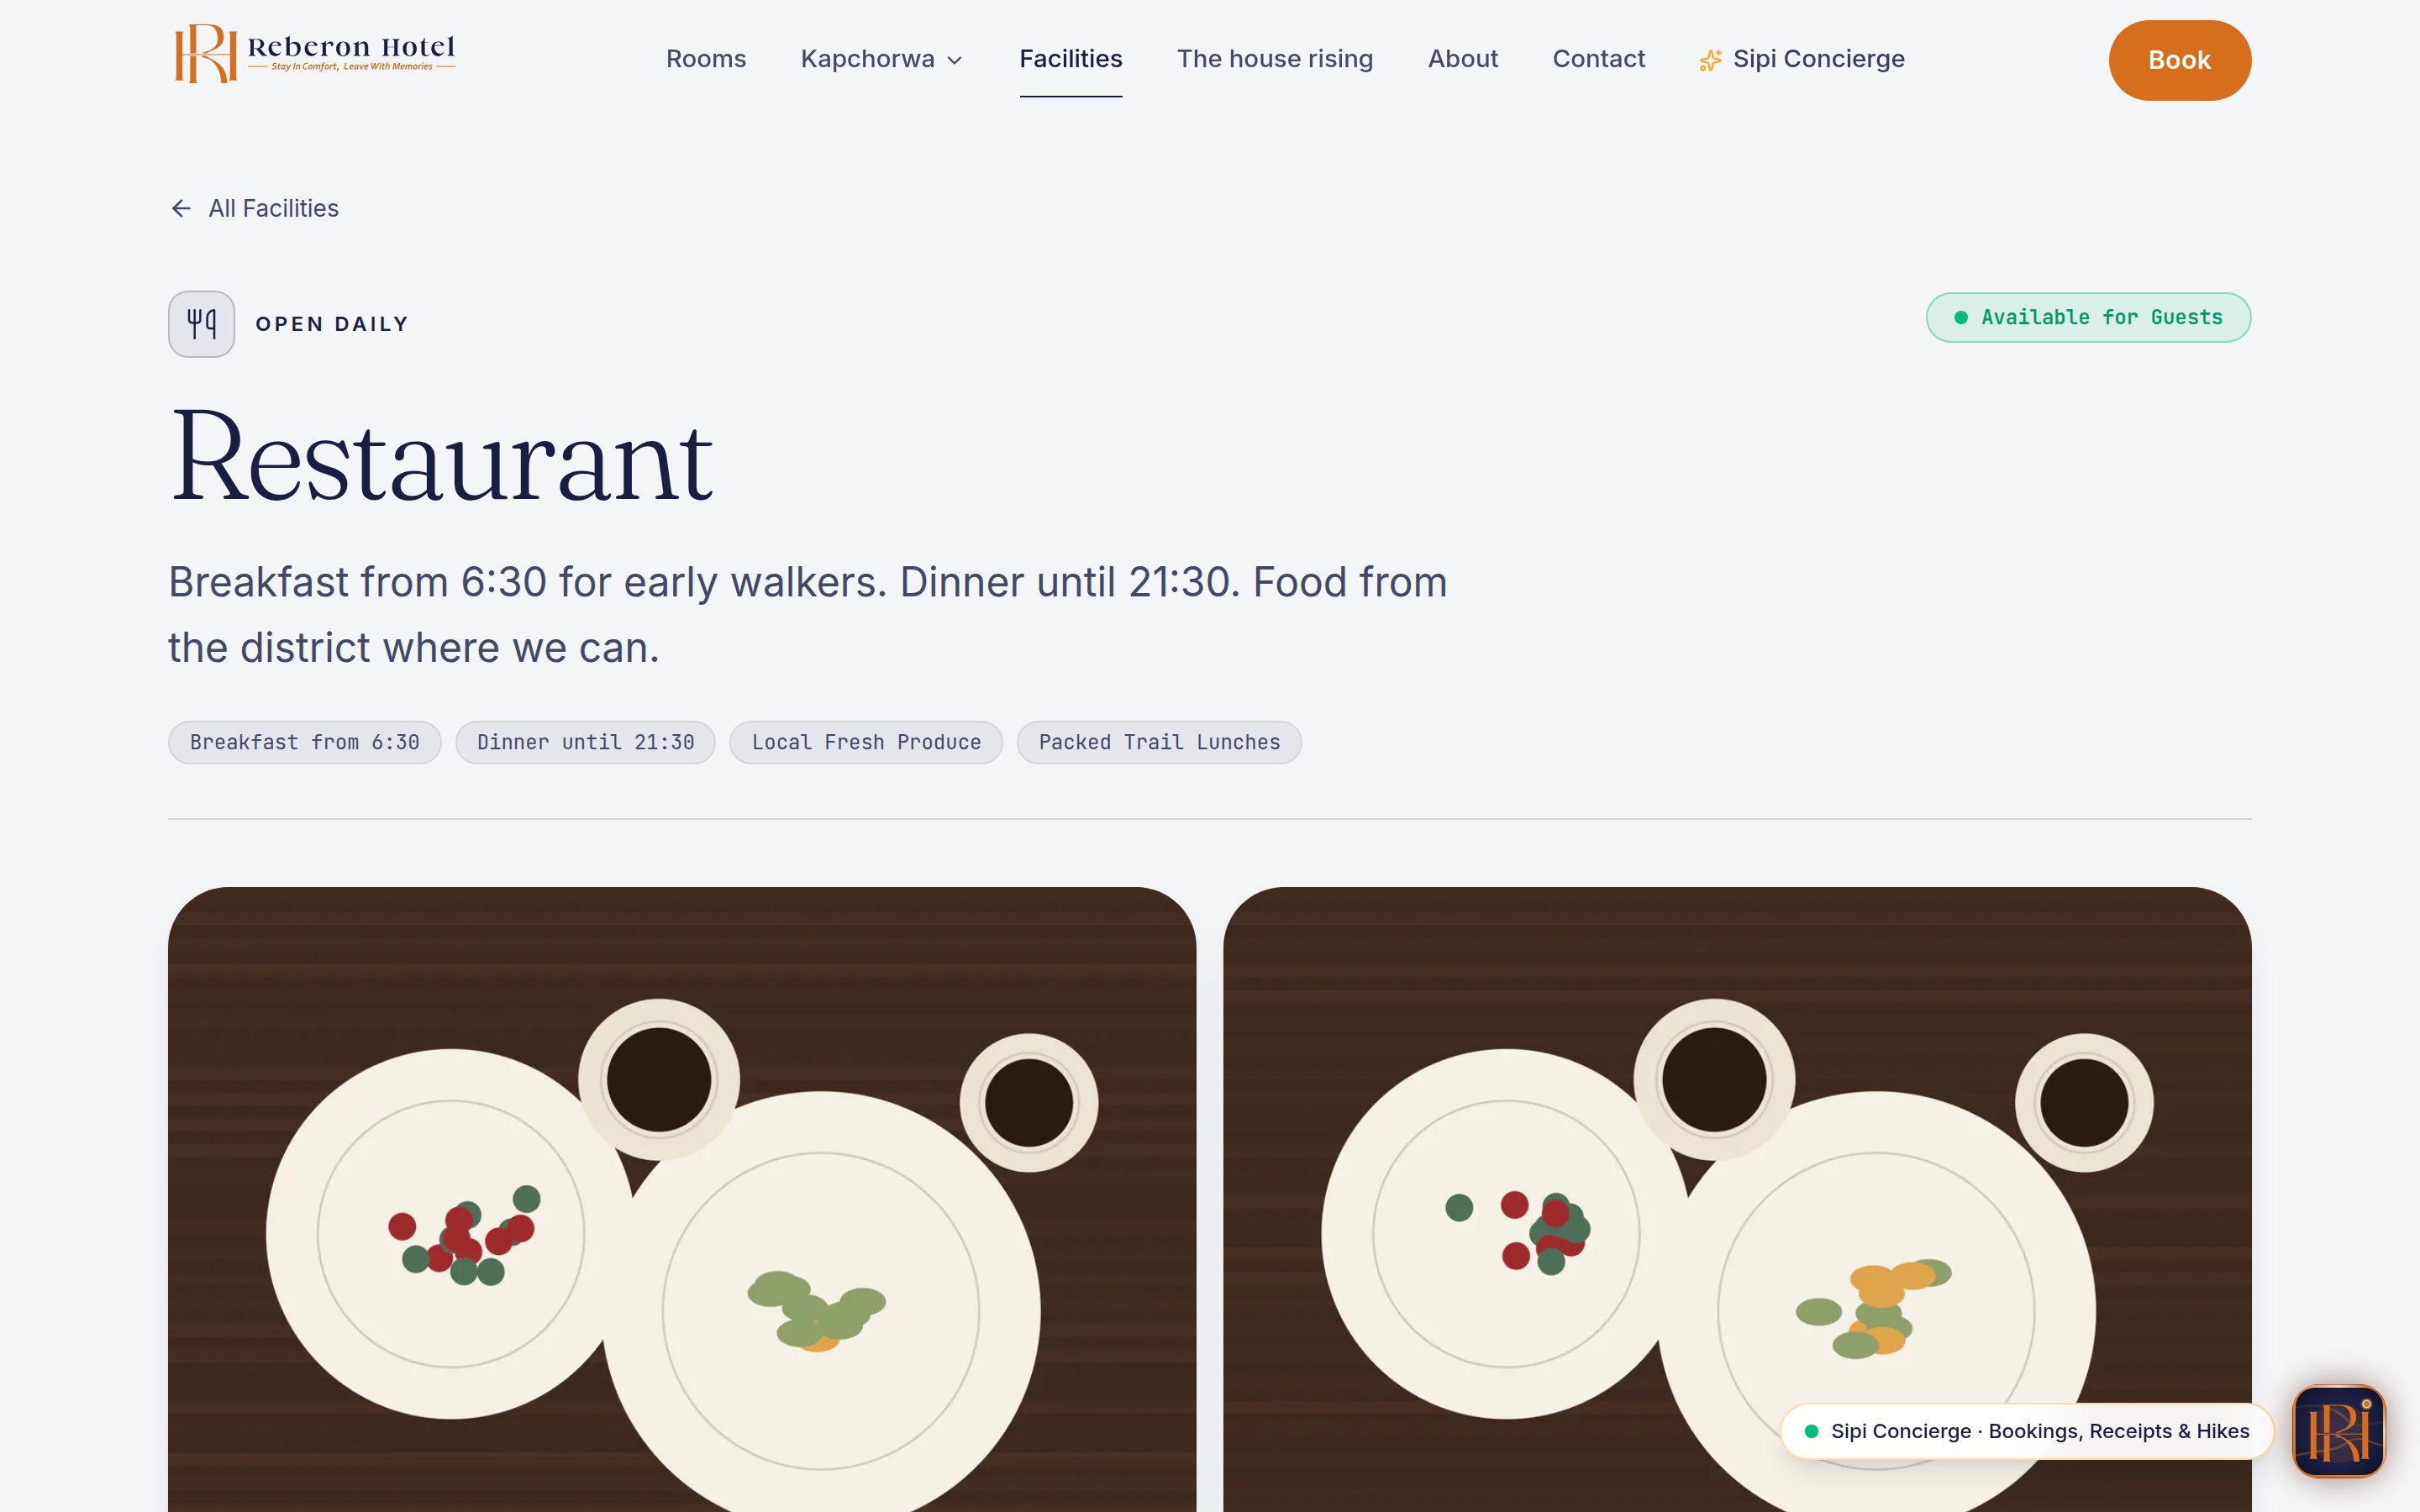 Reberon Hotel
Stay In Comfort, Leave With Memories
Rooms
Kapchorwa
Facilities
The house rising
About
Contact
Sipi Concierge
Book
All Facilities
OPEN DAILY
Available for Guests
Restaurant
Breakfast from 6:30 for early walkers. Dinner until 21:30. Food from
the district where we can.
Breakfast from 6:30
Dinner until 21:30
Local Fresh Produce
Packed Trail Lunches
Sipi Concierge · Bookings, Receipts & Hikes